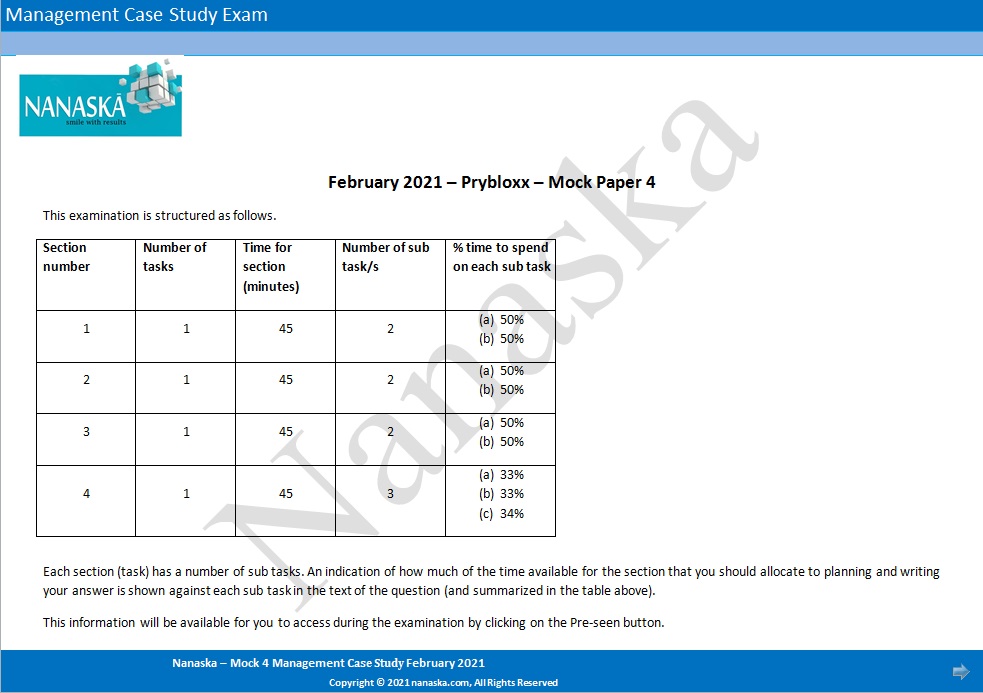 Management Case Study Exam
NANASKĀ
smile with results
February 2021 – Prybloxx – Mock Paper 4
This examination is structured as follows.
Section number | Number of tasks | Time for section (minutes) | Number of sub task/s | % time to spend on each sub task
1 | 1 | 45 | 2 | (a) 50% (b) 50%
2 | 1 | 45 | 2 | (a) 50% (b) 50%
3 | 1 | 45 | 2 | (a) 50% (b) 50%
4 | 1 | 45 | 3 | (a) 33% (b) 33% (c) 34%
Each section (task) has a number of sub tasks. An indication of how much of the time available for the section that you should allocate to planning and writing
your answer is shown against each sub task in the text of the question (and summarized in the table above).
This information will be available for you to access during the examination by clicking on the Pre-seen button.
Nanaska
Nanaska – Mock 4 Management Case Study February 2021
Copyright © 2021 nanaska.com, All Rights Reserved